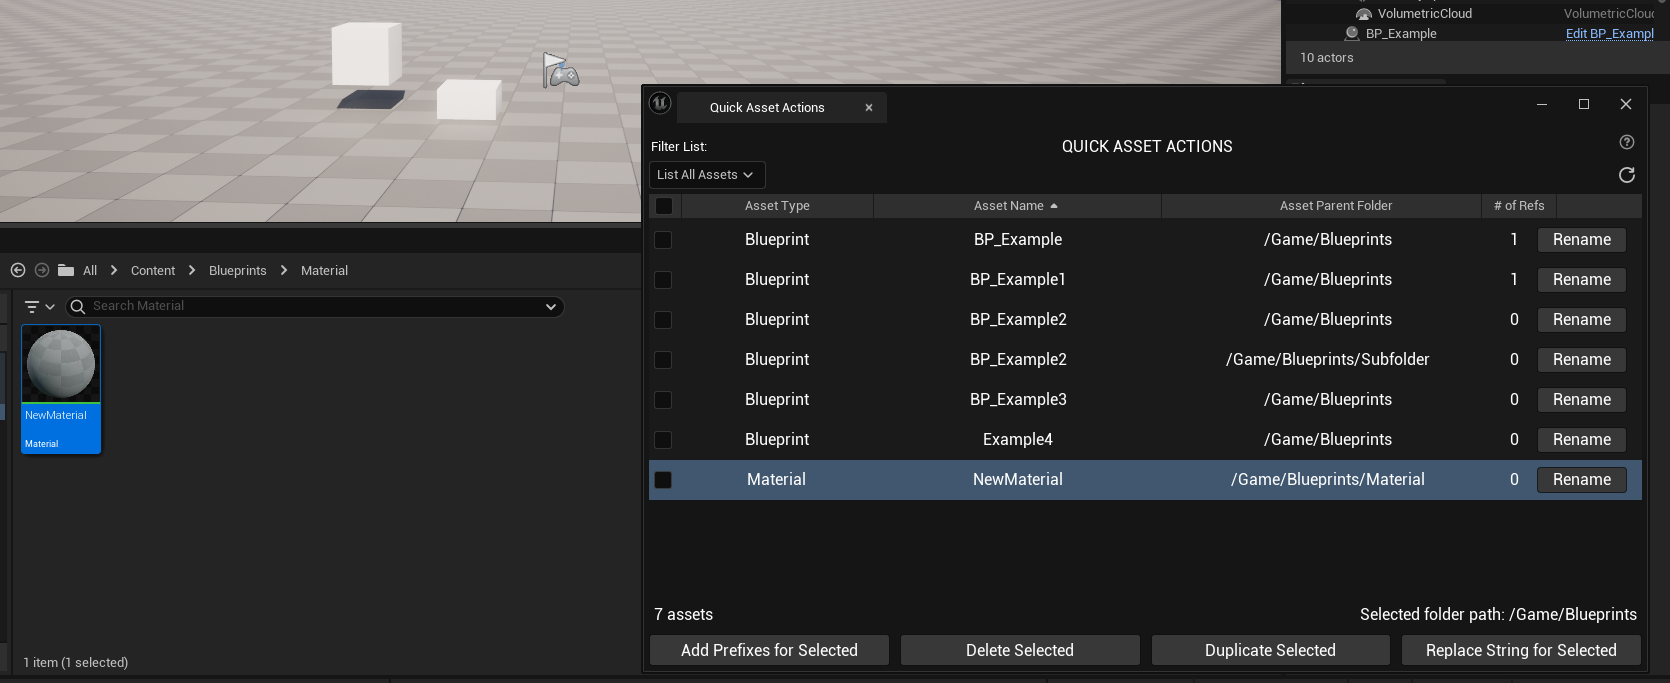 VolumetricCloud VolumetricClou
BP_Example Edit BP_Exampl
10 actors
Quick Asset Actions
Filter List:
QUICK ASSET ACTIONS
List All Assets
Asset Type Asset Name Asset Parent Folder # of Refs
Blueprint BP_Example /Game/Blueprints 1 Rename
Blueprint BP_Example1 /Game/Blueprints 1 Rename
Blueprint BP_Example2 /Game/Blueprints 0 Rename
Blueprint BP_Example2 /Game/Blueprints/Subfolder 0 Rename
Blueprint BP_Example3 /Game/Blueprints 0 Rename
Blueprint Example4 /Game/Blueprints 0 Rename
Material NewMaterial /Game/Blueprints/Material 0 Rename
7 assets
Selected folder path: /Game/Blueprints
Add Prefixes for Selected Delete Selected Duplicate Selected Replace String for Selected
All Content Blueprints Material
Search Material
NewMaterial
Material
1 item (1 selected)